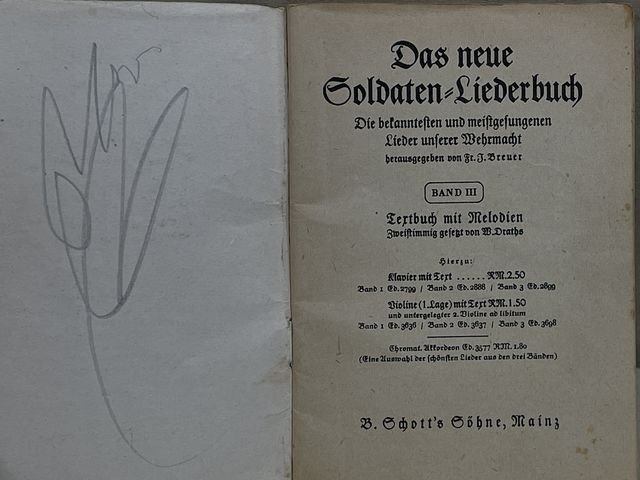 Das neue
Soldaten-Liederbuch
Die bekanntesten und meistgesungenen
Lieder unserer Wehrmacht
herausgegeben von Fr. J. Breuer
BAND III
Textbuch mit Melodien
Zweistimmig gesetzt von W. Draths
Hierzu:
Klavier mit Text ...... RM. 2.50
Band 1 Ed. 2799 / Band 2 Ed. 2888 / Band 3 Ed. 2899
Violine (1. Lage) mit Text RM. 1.50
und untergelegter 2. Violine ad libitum
Band 1 Ed. 3636 / Band 2 Ed. 3637 / Band 3 Ed. 3698
Chromat. Akkordeon Ed. 3577 RM. 1.80
(Eine Auswahl der schönsten Lieder aus den drei Bänden)
B. Schott's Söhne, Mainz